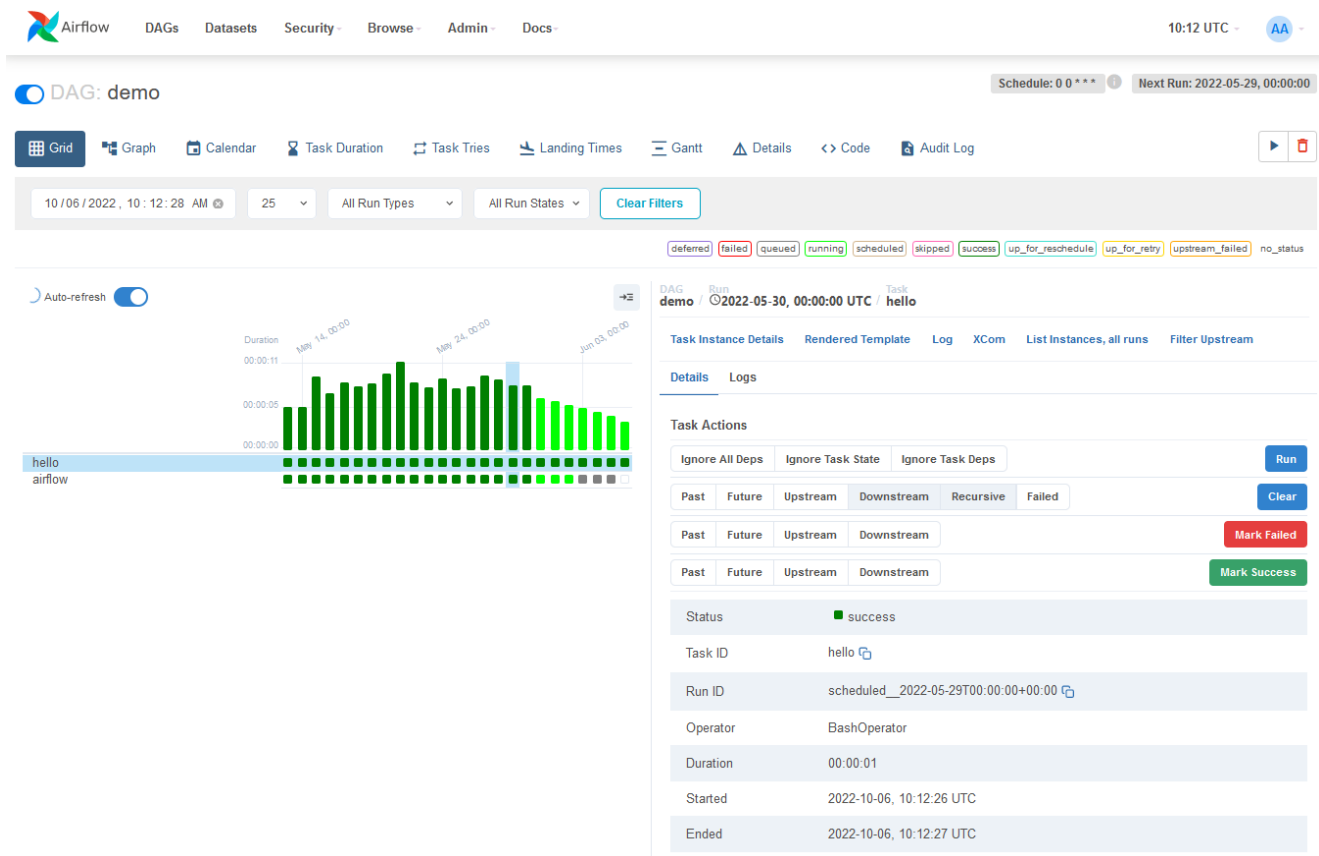 Airflow DAGs Datasets Security Browse Admin Docs 10:12 UTC AA
DAG: demo Schedule: 0 0 * * * Next Run: 2022-05-29, 00:00:00
Grid Graph Calendar Task Duration Task Tries Landing Times Gantt Details Code Audit Log
10/06/2022, 10:12:28 AM 25 All Run Types All Run States Clear Filters
deferred failed queued running scheduled skipped success up_for_reschedule up_for_retry upstream_failed no_status
Auto-refresh
Duration May 14, 00:00 May 24, 00:00 Jun 03, 00:00
00:00:11
00:00:05
00:00:00
hello
airflow
DAG Run Task
demo / 2022-05-30, 00:00:00 UTC / hello
Task Instance Details Rendered Template Log XCom List Instances, all runs Filter Upstream
Details Logs
Task Actions
Ignore All Deps Ignore Task State Ignore Task Deps Run
Past Future Upstream Downstream Recursive Failed Clear
Past Future Upstream Downstream Mark Failed
Past Future Upstream Downstream Mark Success
Status success
Task ID hello
Run ID scheduled__2022-05-29T00:00:00+00:00
Operator BashOperator
Duration 00:00:01
Started 2022-10-06, 10:12:26 UTC
Ended 2022-10-06, 10:12:27 UTC